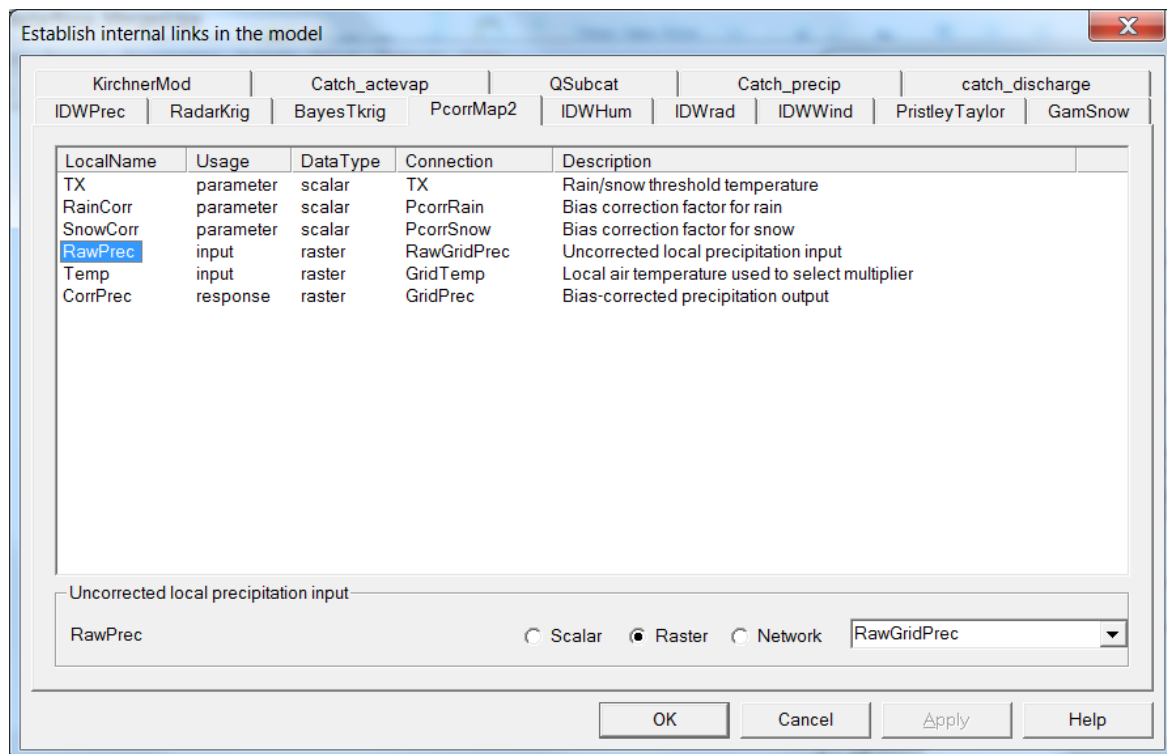 Establish internal links in the model
KirchnerMod Catch_actevap QSubcat Catch_precip catch_discharge
IDWPrec RadarKrig BayesTkrig PcorrMap2 IDWHum IDWrad IDWWind PristleyTaylor GamSnow
LocalName Usage DataType Connection Description
TX parameter scalar TX Rain/snow threshold temperature
RainCorr parameter scalar PcorrRain Bias correction factor for rain
SnowCorr parameter scalar PcorrSnow Bias correction factor for snow
RawPrec input raster RawGridPrec Uncorrected local precipitation input
Temp input raster GridTemp Local air temperature used to select multiplier
CorrPrec response raster GridPrec Bias-corrected precipitation output
Uncorrected local precipitation input
RawPrec Scalar Raster Network RawGridPrec
OK Cancel Apply Help